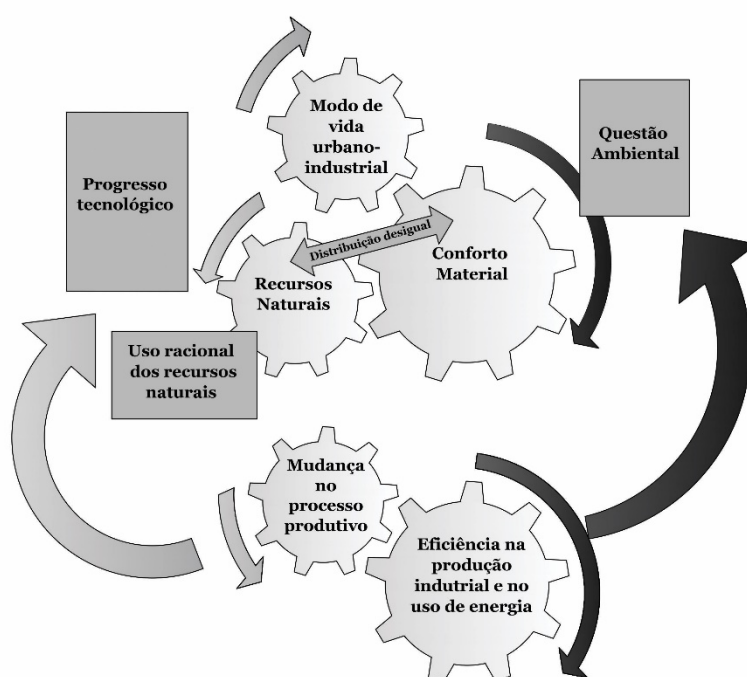 Modo de
vida
urbano-
industrial
Questão
Ambiental
Progresso
tecnológico
Distribuição desigual
Conforto
Material
Recursos
Naturais
Uso racional
dos recursos
naturais
Mudança
no
processo
produtivo
Eficiência na
produção
indutrial e no
uso de energia